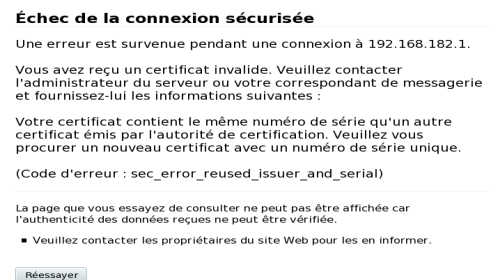 Échec de la connexion sécurisée
Une erreur est survenue pendant une connexion à 192.168.182.1.
Vous avez reçu un certificat invalide. Veuillez contacter
l'administrateur du serveur ou votre correspondant de messagerie
et fournissez-lui les informations suivantes :
Votre certificat contient le même numéro de série qu'un autre
certificat émis par l'autorité de certification. Veuillez vous
procurer un nouveau certificat avec un numéro de série unique.
(Code d'erreur : sec_error_reused_issuer_and_serial)
La page que vous essayez de consulter ne peut pas être affichée car
l'authenticité des données reçues ne peut être vérifiée.
▪ Veuillez contacter les propriétaires du site Web pour les en informer.
Réessayer